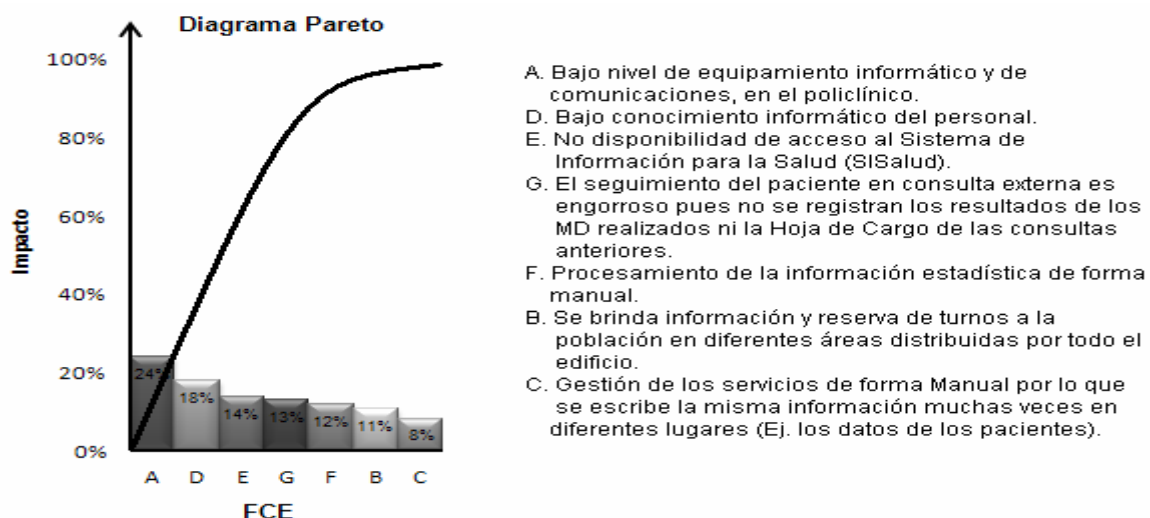 Diagrama Pareto
100%
80%
60%
40%
20%
0%
Impacto
24%
18%
14%
13%
12%
11%
8%
A D E G F B C
FCE
A. Bajo nivel de equipamiento informático y de
comunicaciones, en el policlínico.
D. Bajo conocimiento informático del personal.
E. No disponibilidad de acceso al Sistema de
Información para la Salud (SISalud).
G. El seguimiento del paciente en consulta externa es
engorroso pues no se registran los resultados de los
MD realizados ni la Hoja de Cargo de las consultas
anteriores.
F. Procesamiento de la información estadística de forma
manual.
B. Se brinda información y reserva de turnos a la
población en diferentes áreas distribuidas por todo el
edificio.
C. Gestión de los servicios de forma Manual por lo que
se escribe la misma información muchas veces en
diferentes lugares (Ej. los datos de los pacientes).